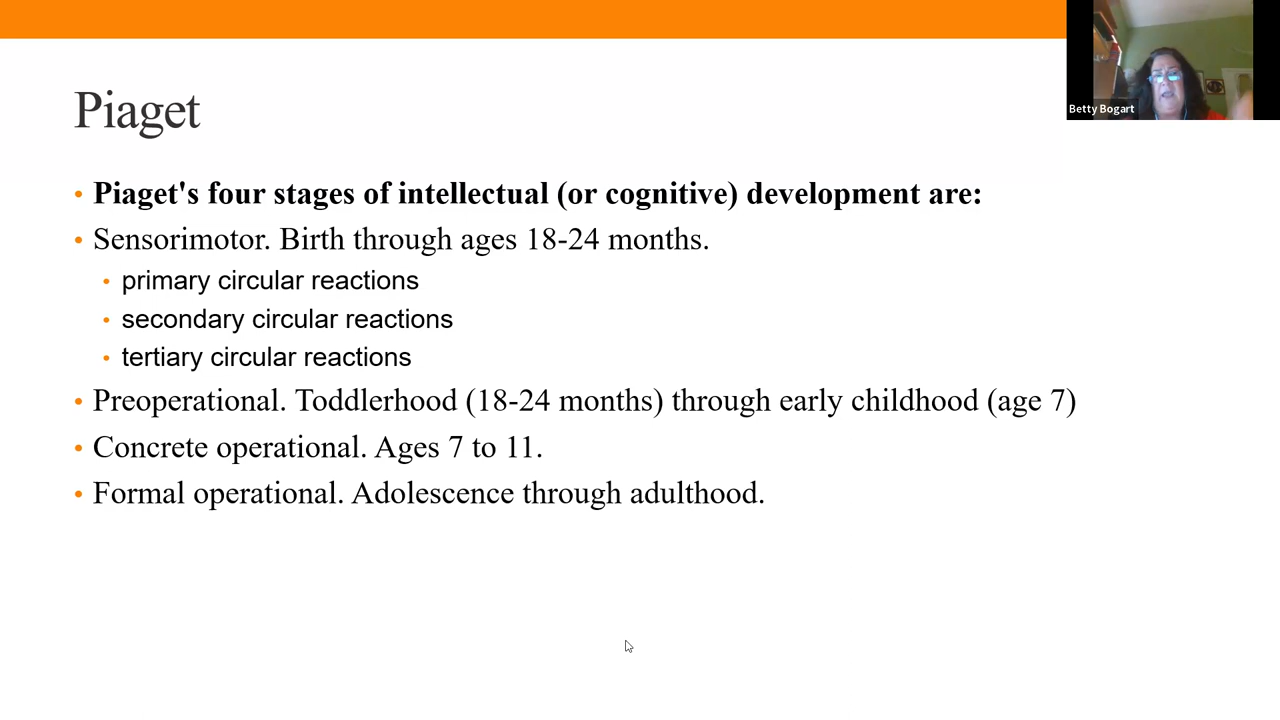 Betty Bogart
Piaget
• Piaget's four stages of intellectual (or cognitive) development are:
• Sensorimotor. Birth through ages 18-24 months.
• primary circular reactions
• secondary circular reactions
• tertiary circular reactions
• Preoperational. Toddlerhood (18-24 months) through early childhood (age 7)
• Concrete operational. Ages 7 to 11.
• Formal operational. Adolescence through adulthood.